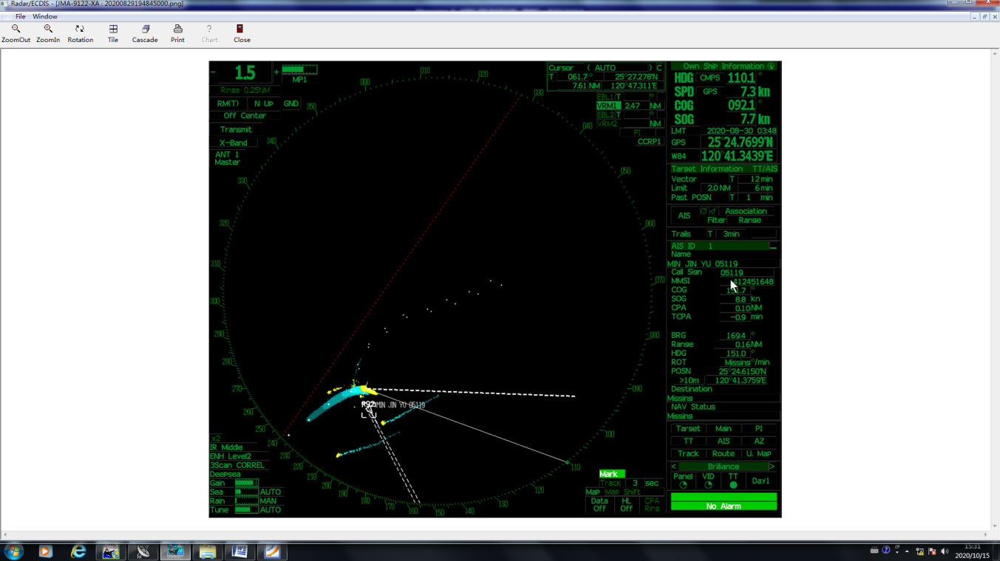 Radar/ECDIS - [JMA-9122-XA : 20200829194845000.png]
File Window
ZoomOut ZoomIn Rotation Tile Cascade Print Chart Close
- 1.5 + MP1
Rings 0.25NM
RM(T) N Up GND
Off Center
Transmit
X-Band
ANT 1
Master
Cursor ( AUTO ) C
T 061.7° 25°27.278'N
7.61 NM 120°47.311'E
EBL1 T °
VRM1 2.47 NM
EBL2 T °
VRM2 NM
PI
CCRP1
000 010 020 030 040 050 060 070 080 090 100 110 120 130 140 150 160 170 180 190 200 210 220 230 240 250 260 270 280 290 300 310 320 330 340 350
MIN JIN YU 05119
x2
IR Middle
ENH Level2
3Scan CORREL
Deepsea
Gain
Sea AUTO
Rain MAN
Tune AUTO
Mark
Track 3 sec
Map Map Shift
Data Off HL Off CPA Ring
Own Ship Information
HDG CMPS 110.1 °
SPD GPS 7.3 kn
COG 092.1 °
SOG 7.7 kn
LMT 2020-08-30 03:48
GPS 25°24.7699'N
W84 120°41.3439'E
Target Information TT/AIS
Vector T 12min
Limit 2.0NM 6min
Past POSN T 1 min
AIS Association
Filter Range
Trails T 3min
AIS ID 1
Name
MIN JIN YU 05119
Call Sign 05119
MMSI 412451648
COG °
SOG 8.8 kn
CPA 0.10NM
TCPA -0.9 min
BRG 169.4 °
Range 0.16NM
HDG 151.0 °
ROT Missing°/min
POSN 25°24.6150'N
>10m 120°41.3759'E
Destination
Missing
NAV Status
Missing
Target Main PI
TT AIS AZ
Track Route U. Map
< Brilliance >
Panel VID TT Day1
No Alarm
15:31
2020/10/15